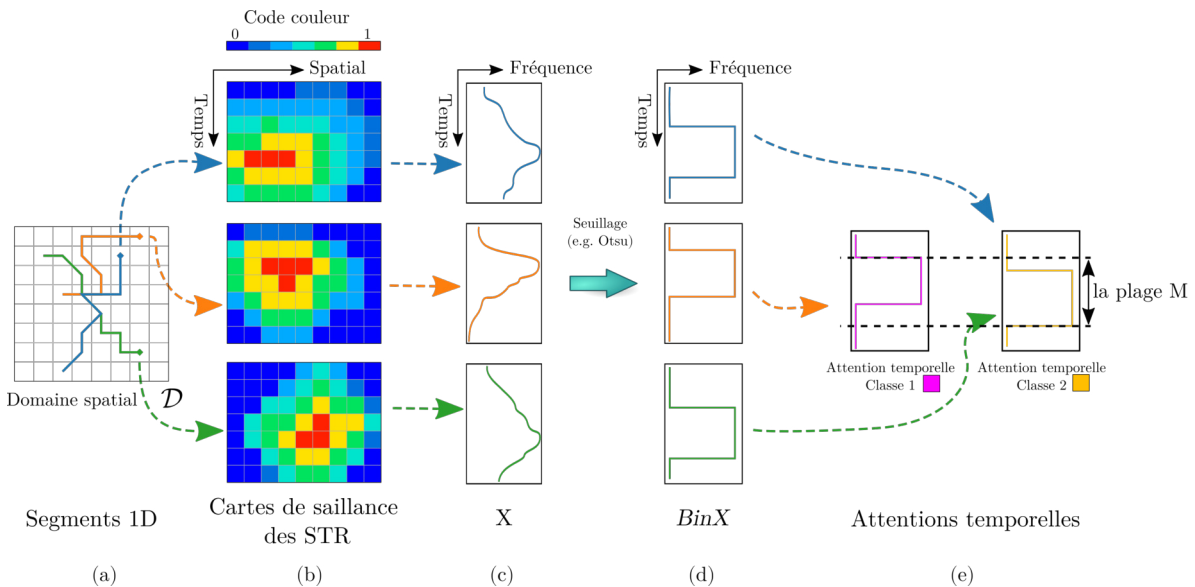 Code couleur
0 1
Spatial
Temps
Fréquence
Temps
Fréquence
Temps
Seuillage
(e.g. Otsu)
la plage M
Domaine spatial 𝒟
Attention temporelle
Classe 1
Attention temporelle
Classe 2
Segments 1D
Cartes de saillance
des STR
X
BinX
Attentions temporelles
(a)
(b)
(c)
(d)
(e)